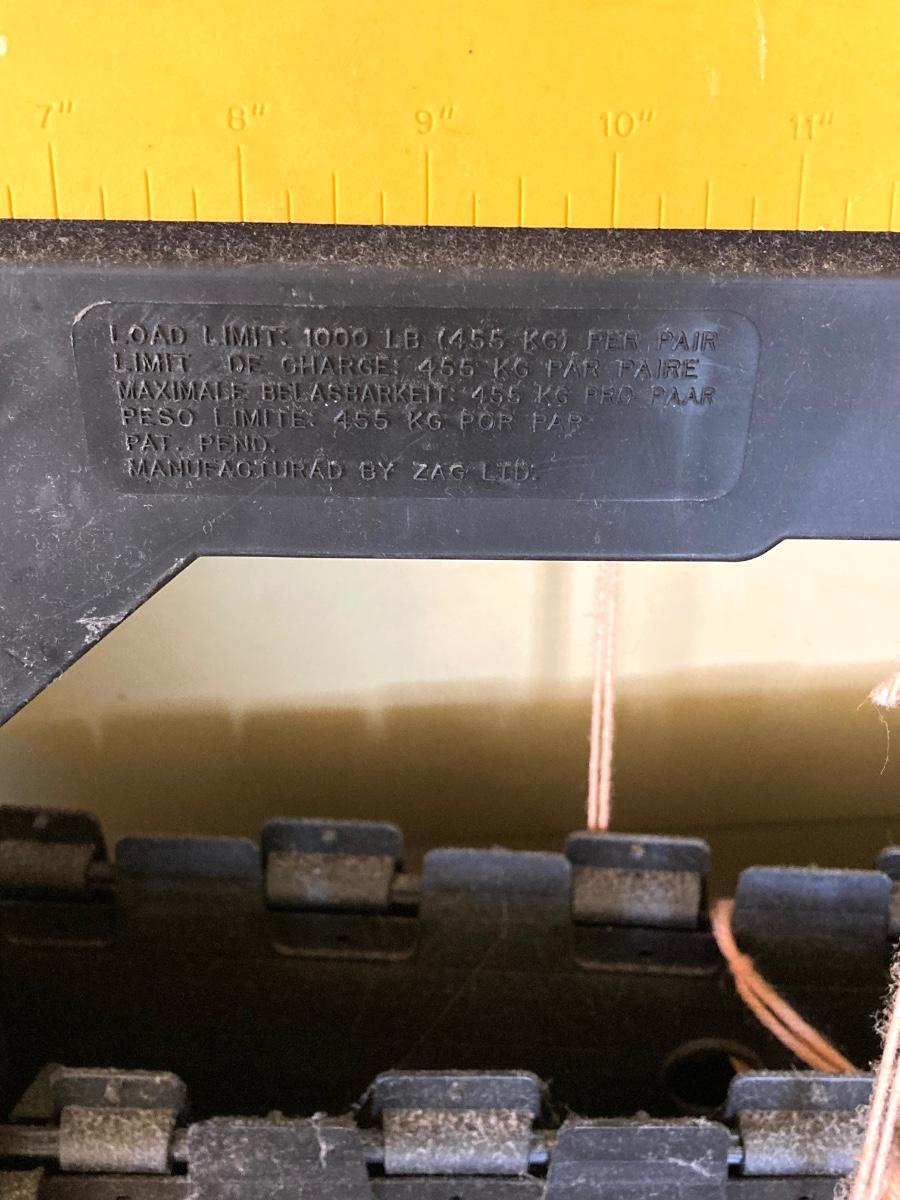 7" 8" 9" 10" 11"
LOAD LIMIT: 1000 LB (455 KG) PER PAIR
LIMIT DE CHARGE: 455 KG PAR PAIRE
MAXIMALE BELASBARKEIT: 455 KG PRO PAAR
PESO LIMITE: 455 KG POR PAR
PAT. PEND.
MANUFACTURAD BY ZAG LTD.